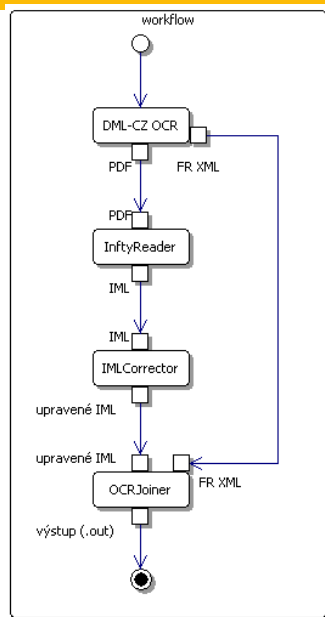 workflow
DML-CZ OCR
PDF
FR XML
PDF
InftyReader
IML
IML
IMLCorrector
upravené IML
upravené IML
OCRJoiner
FR XML
výstup (.out)